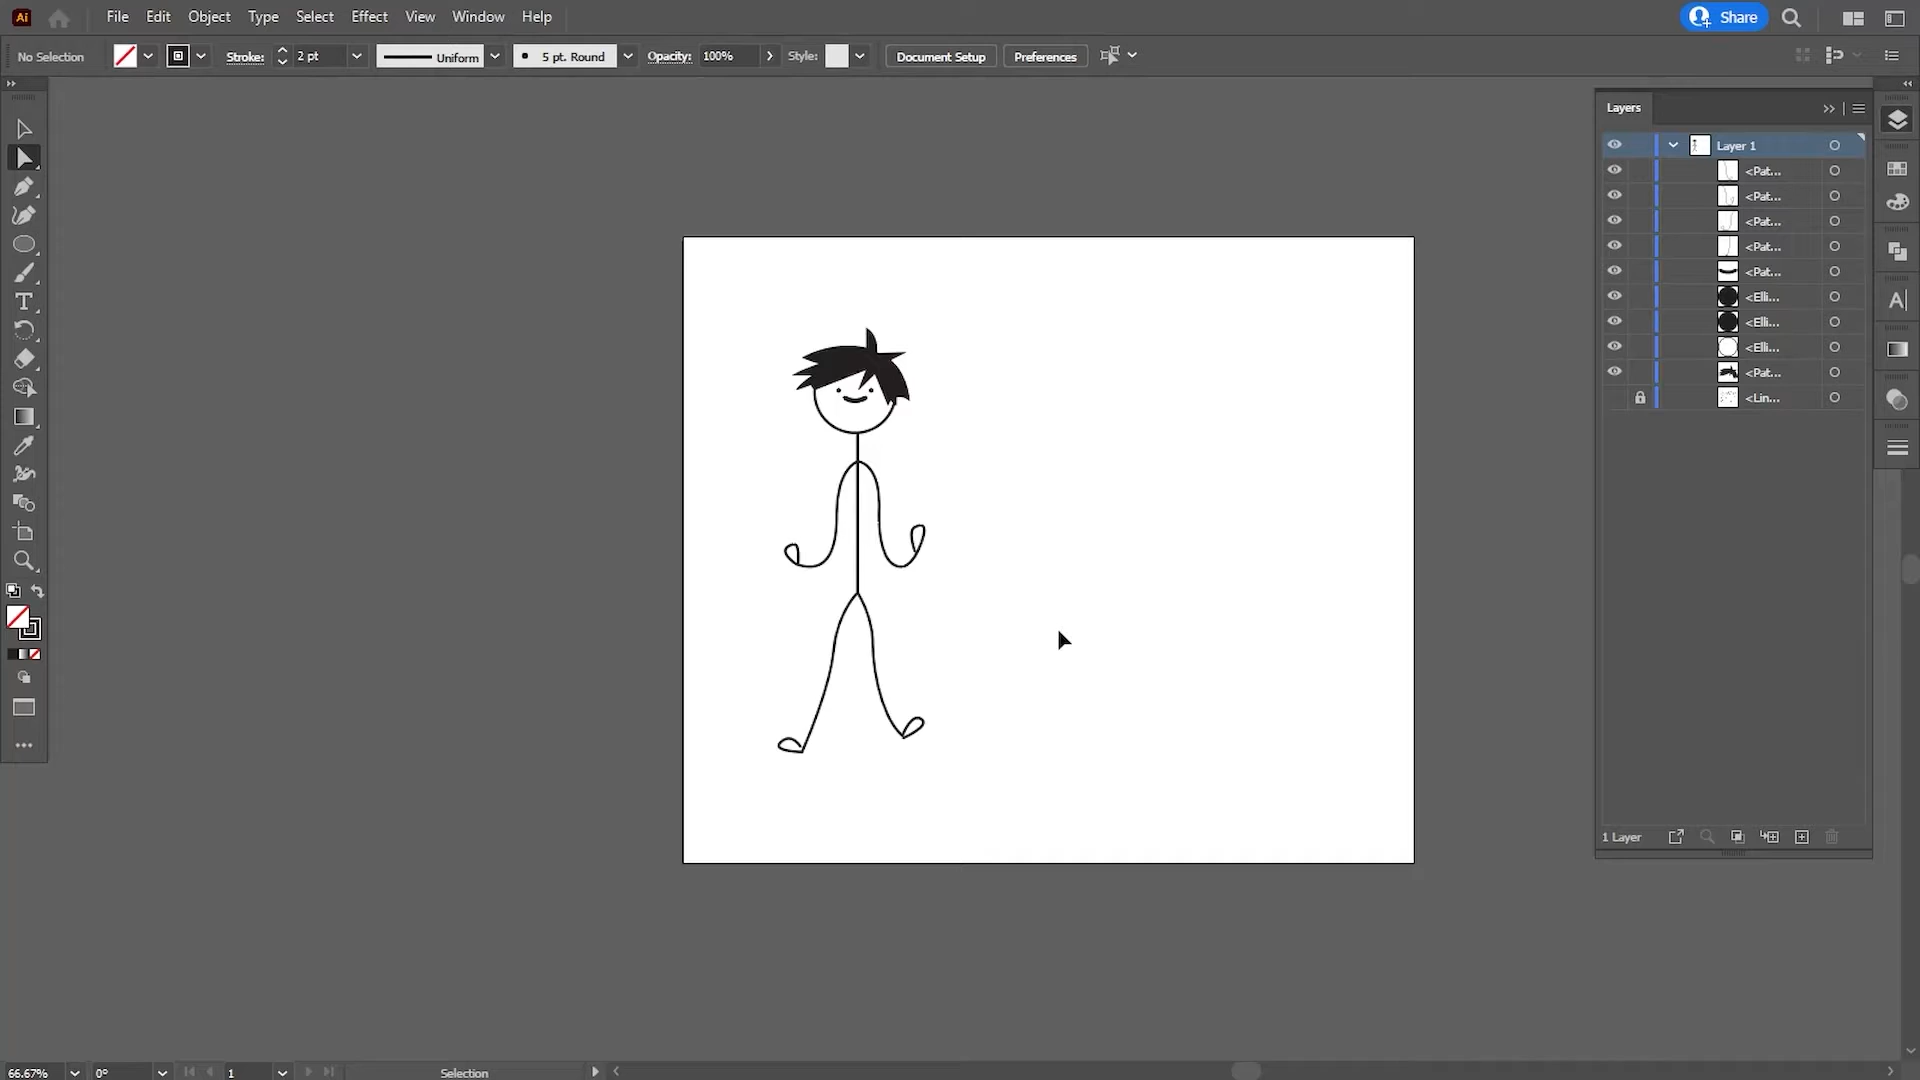 Ai File Edit Object Type Select Effect View Window Help Share
No Selection Stroke: 2 pt Uniform 5 pt. Round Opacity: 100% Style: Document Setup Preferences
Layers
Layer 1
<Pat...
<Pat...
<Pat...
<Pat...
<Pat...
<Elli...
<Elli...
<Elli...
<Pat...
<Lin...
1 Layer
66.67% 0° 1 Selection